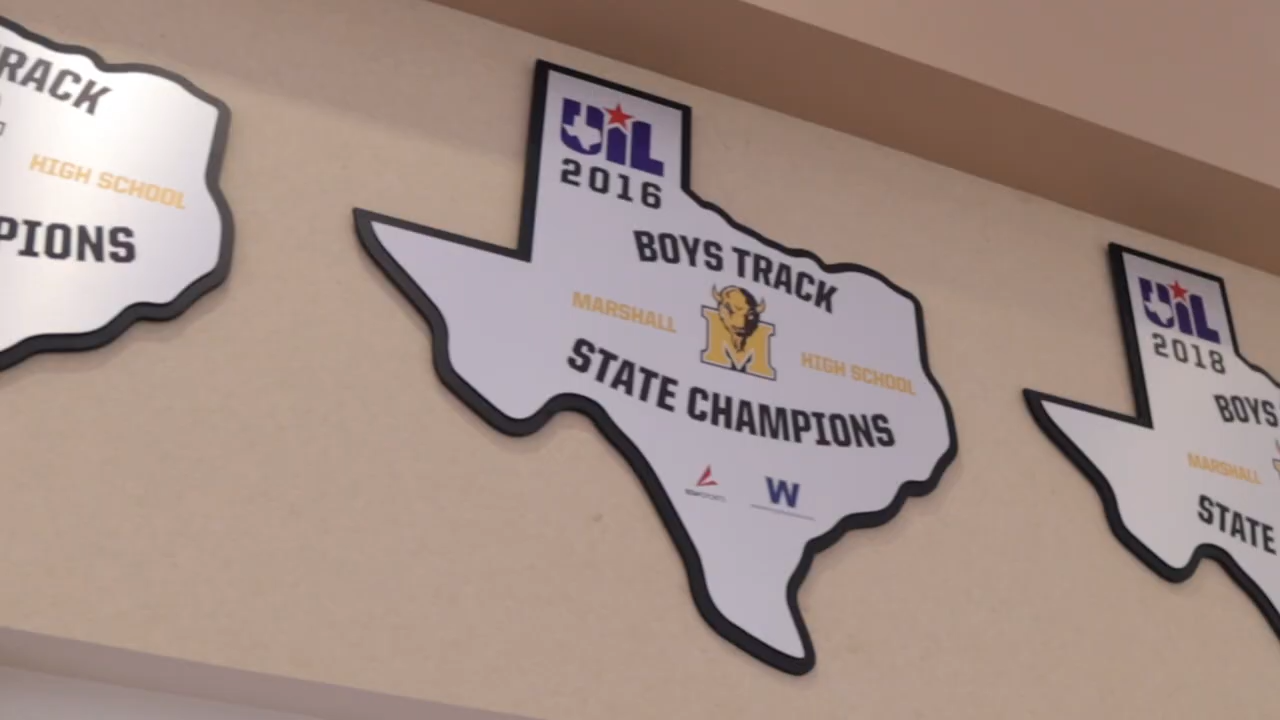 RACK
HIGH SCHOOL
PIONS
UIL
2016
BOYS TRACK
MARSHALL
M
HIGH SCHOOL
STATE CHAMPIONS
W
UIL
2018
BOYS
MARSHALL
STATE